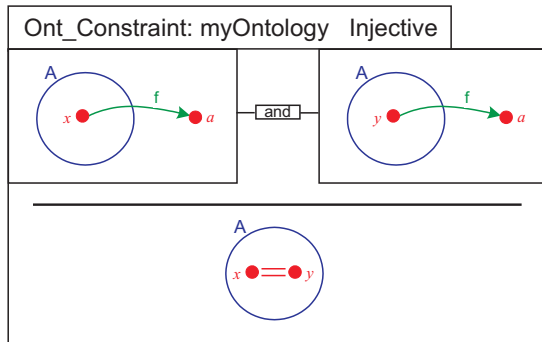 Ont_Constraint: myOntology Injective
A A
f f
x a and y a
A
x y